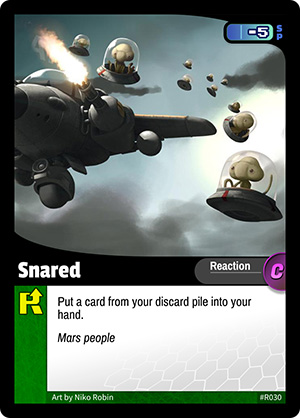 -5 SP
Snared
Reaction
C
R
Put a card from your discard pile into your
hand.
Mars people
Art by Niko Robin
#R030